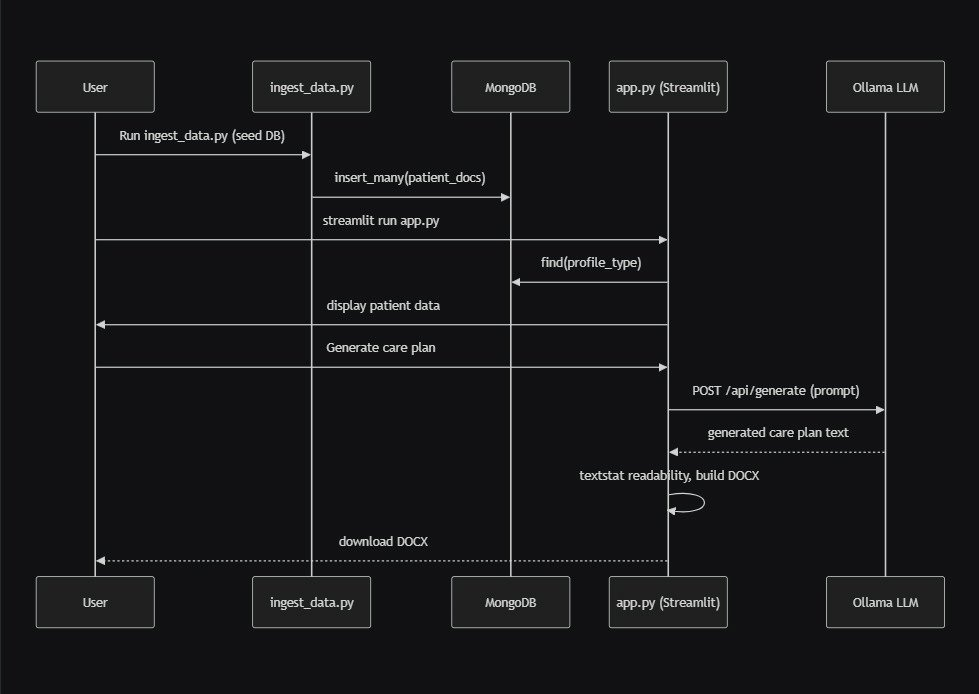 User
ingest_data.py
MongoDB
app.py (Streamlit)
Ollama LLM
Run ingest_data.py (seed DB)
insert_many(patient_docs)
streamlit run app.py
find(profile_type)
display patient data
Generate care plan
POST /api/generate (prompt)
generated care plan text
textstat readability, build DOCX
download DOCX
User
ingest_data.py
MongoDB
app.py (Streamlit)
Ollama LLM